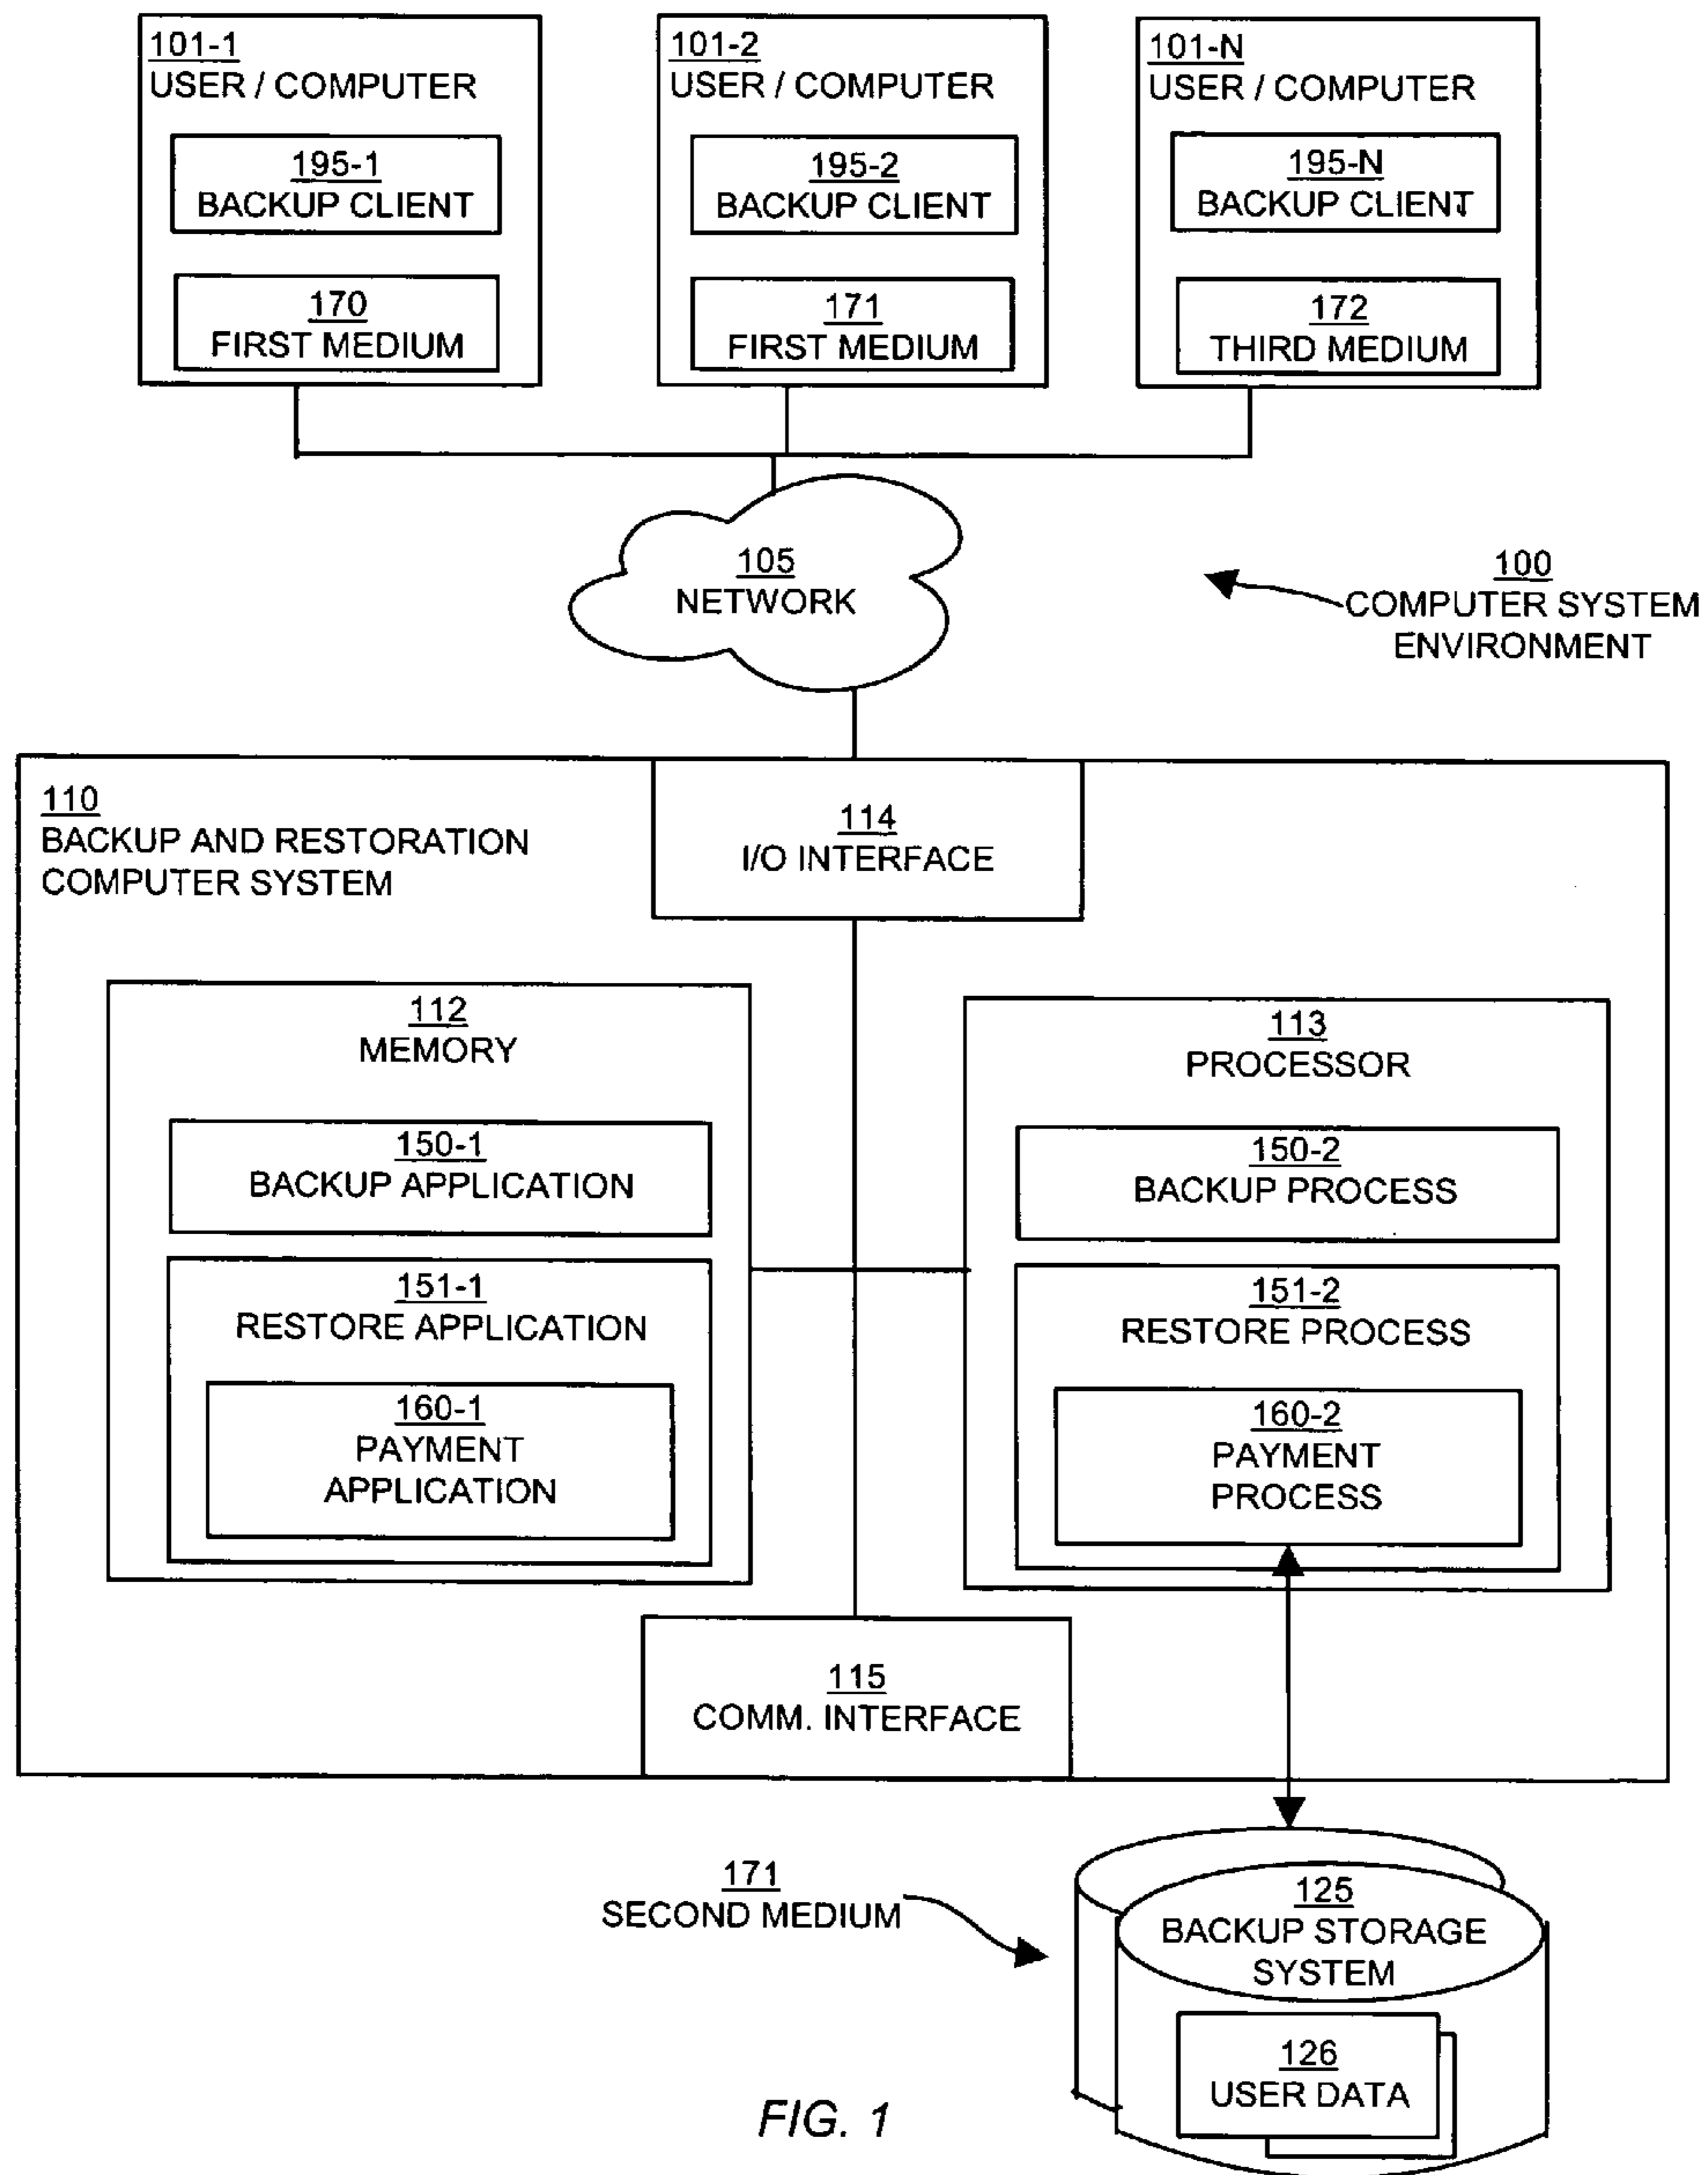 101-1
USER / COMPUTER
195-1
BACKUP CLIENT
170
FIRST MEDIUM
101-2
USER / COMPUTER
195-2
BACKUP CLIENT
171
FIRST MEDIUM
101-N
USER / COMPUTER
195-N
BACKUP CLIENT
172
THIRD MEDIUM
105
NETWORK
100
COMPUTER SYSTEM
ENVIRONMENT
110
BACKUP AND RESTORATION
COMPUTER SYSTEM
114
I/O INTERFACE
112
MEMORY
150-1
BACKUP APPLICATION
151-1
RESTORE APPLICATION
160-1
PAYMENT
APPLICATION
113
PROCESSOR
150-2
BACKUP PROCESS
151-2
RESTORE PROCESS
160-2
PAYMENT
PROCESS
115
COMM. INTERFACE
171
SECOND MEDIUM
125
BACKUP STORAGE
SYSTEM
126
USER DATA
FIG. 1